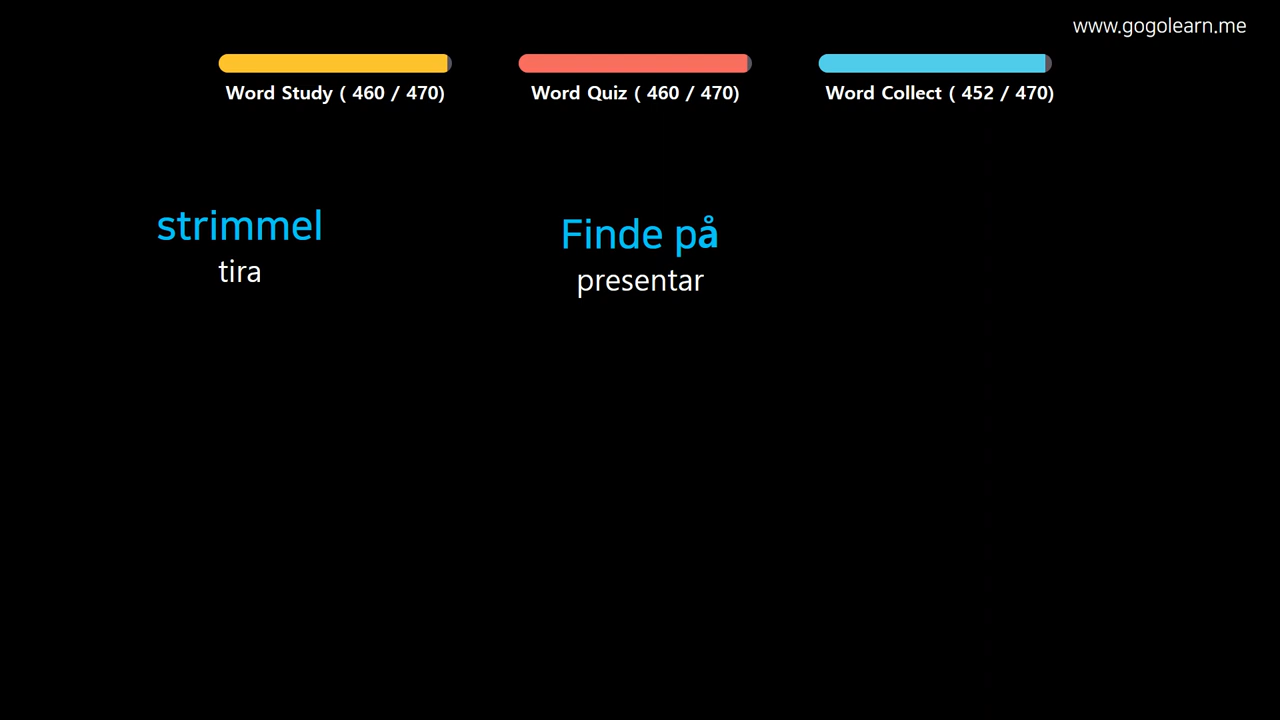 www.gogolearn.me
Word Study ( 460 / 470)
Word Quiz ( 460 / 470)
Word Collect ( 452 / 470)
strimmel
tira
Finde på
presentar